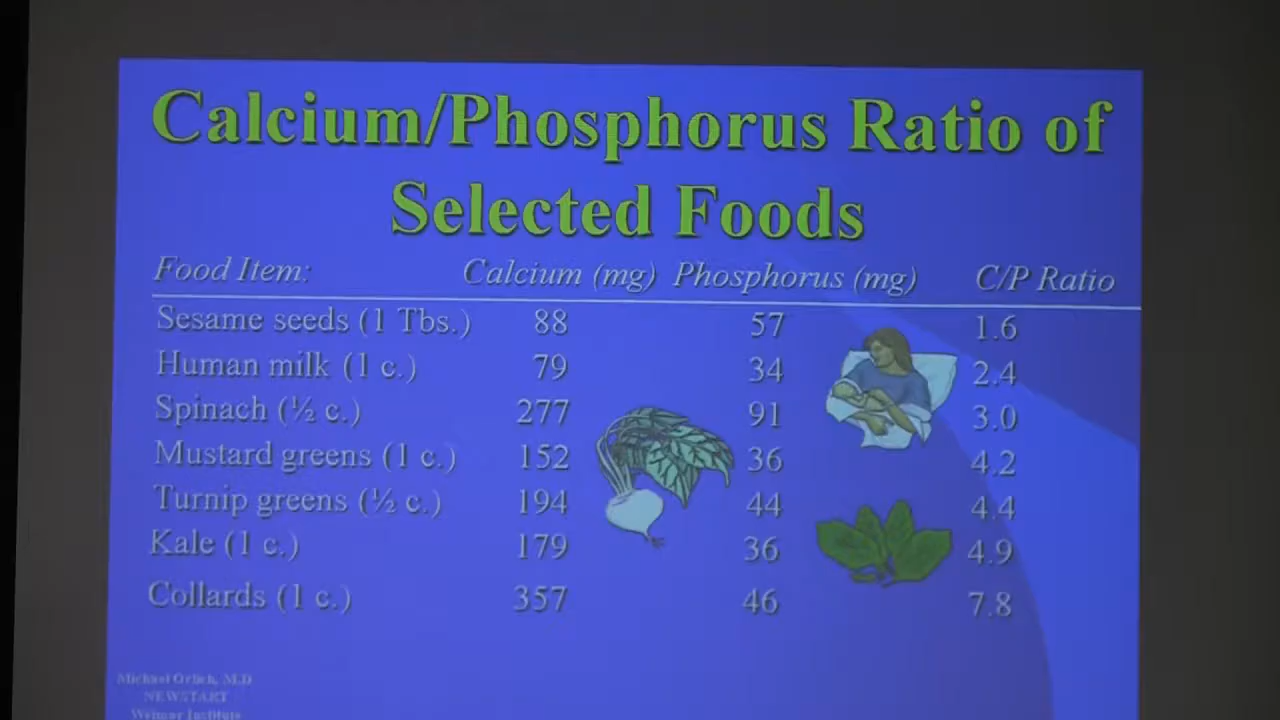 Calcium/Phosphorus Ratio of
Selected Foods
Food Item: Calcium (mg) Phosphorus (mg) C/P Ratio
Sesame seeds (1 Tbs.) 88 57 1.6
Human milk (1 c.) 79 34 2.4
Spinach (½ c.) 277 91 3.0
Mustard greens (1 c.) 152 36 4.2
Turnip greens (½ c.) 194 44 4.4
Kale (1 c.) 179 36 4.9
Collards (1 c.) 357 46 7.8
Michael Orlich, M.D
NEWSTART
Weimar Institute